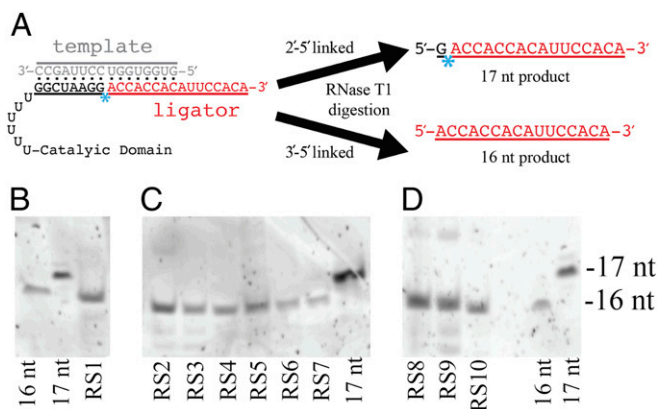 A
template
3'-CCGAUUCC UGGUGGUG-5'
GGCUAAGG*ACCACCACAUUCCACA-3'
ligator
U
U
U
U
U
U-Catalyic Domain
2'-5' linked
RNase T1
digestion
3'-5' linked
5'-G ACCACCACAUUCCACA-3'
*
17 nt product
5'-ACCACCACAUUCCACA-3'
16 nt product
B
C
D
-17 nt
-16 nt
16 nt
17 nt
RS1
RS2
RS3
RS4
RS5
RS6
RS7
17 nt
RS8
RS9
RS10
16 nt
17 nt